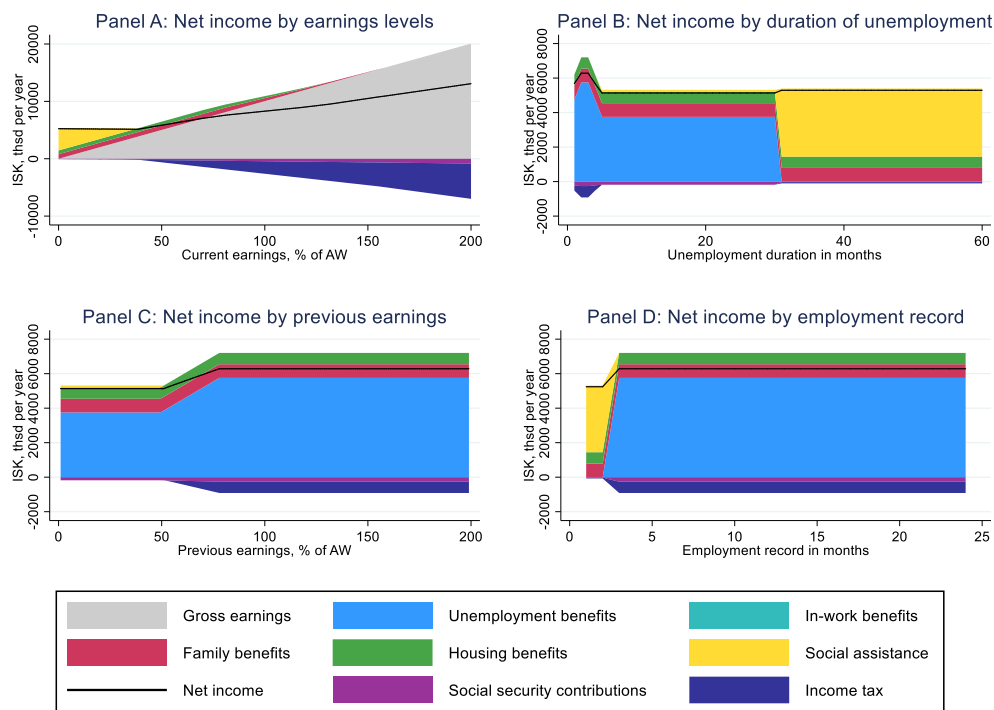 Panel A: Net income by earnings levels
ISK, thsd per year
20000
10000
0
-10000
0 50 100 150 200
Current earnings, % of AW
Panel B: Net income by duration of unemployment
ISK, thsd per year
8000
6000
4000
2000
0
-2000
0 20 40 60
Unemployment duration in months
Panel C: Net income by previous earnings
ISK, thsd per year
8000
6000
4000
2000
0
-2000
0 50 100 150 200
Previous earnings, % of AW
Panel D: Net income by employment record
ISK, thsd per year
8000
6000
4000
2000
0
-2000
0 5 10 15 20 25
Employment record in months
Gross earnings Unemployment benefits In-work benefits
Family benefits Housing benefits Social assistance
Net income Social security contributions Income tax